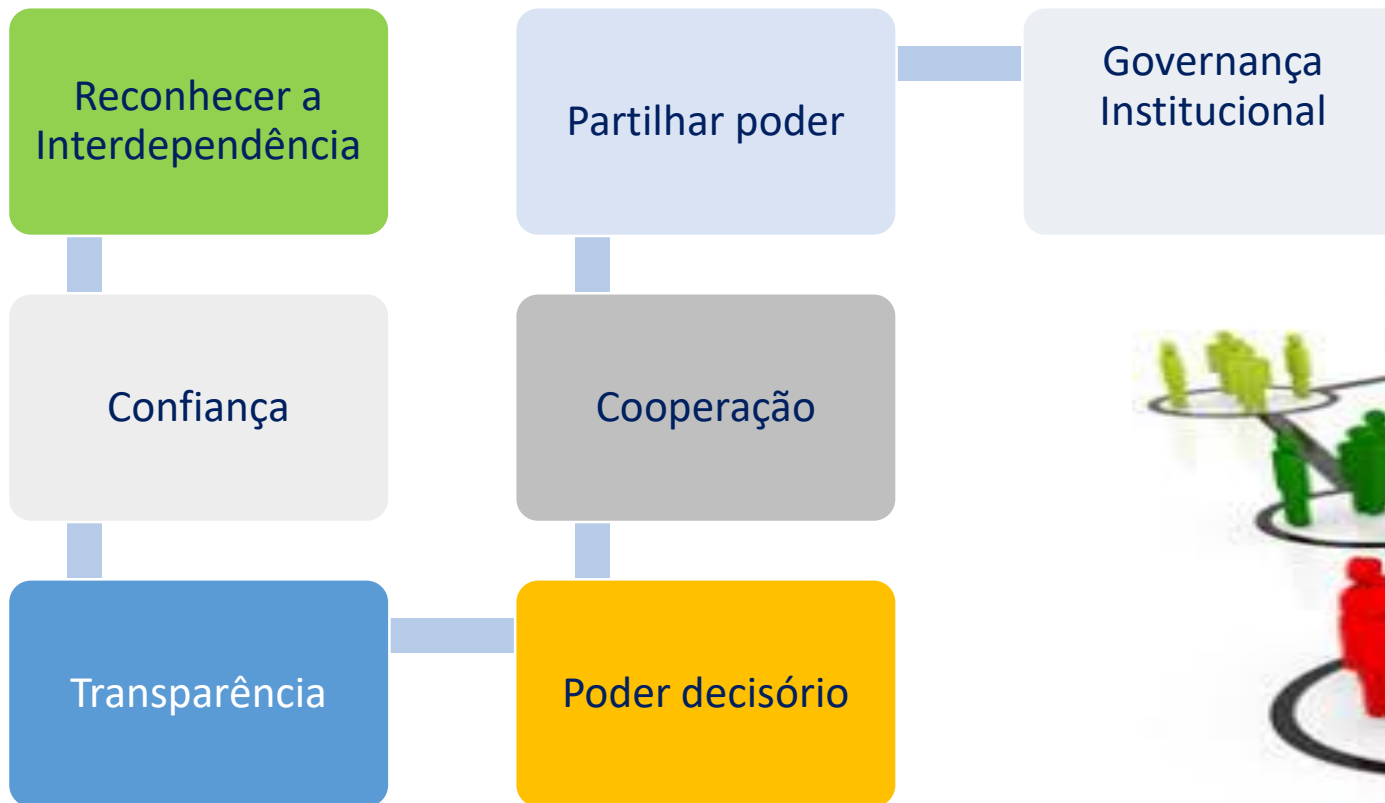 Reconhecer a
Interdependência
Confiança
Transparência
Poder decisório
Cooperação
Partilhar poder
Governança
Institucional